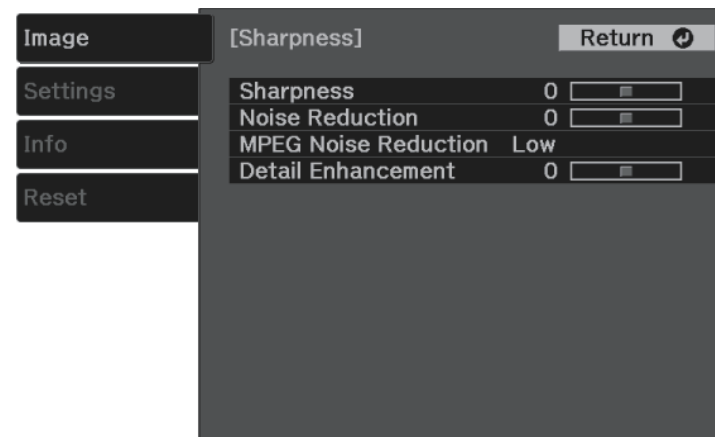 Image
Settings
Info
Reset
[Sharpness]
Return
Sharpness 0
Noise Reduction 0
MPEG Noise Reduction Low
Detail Enhancement 0